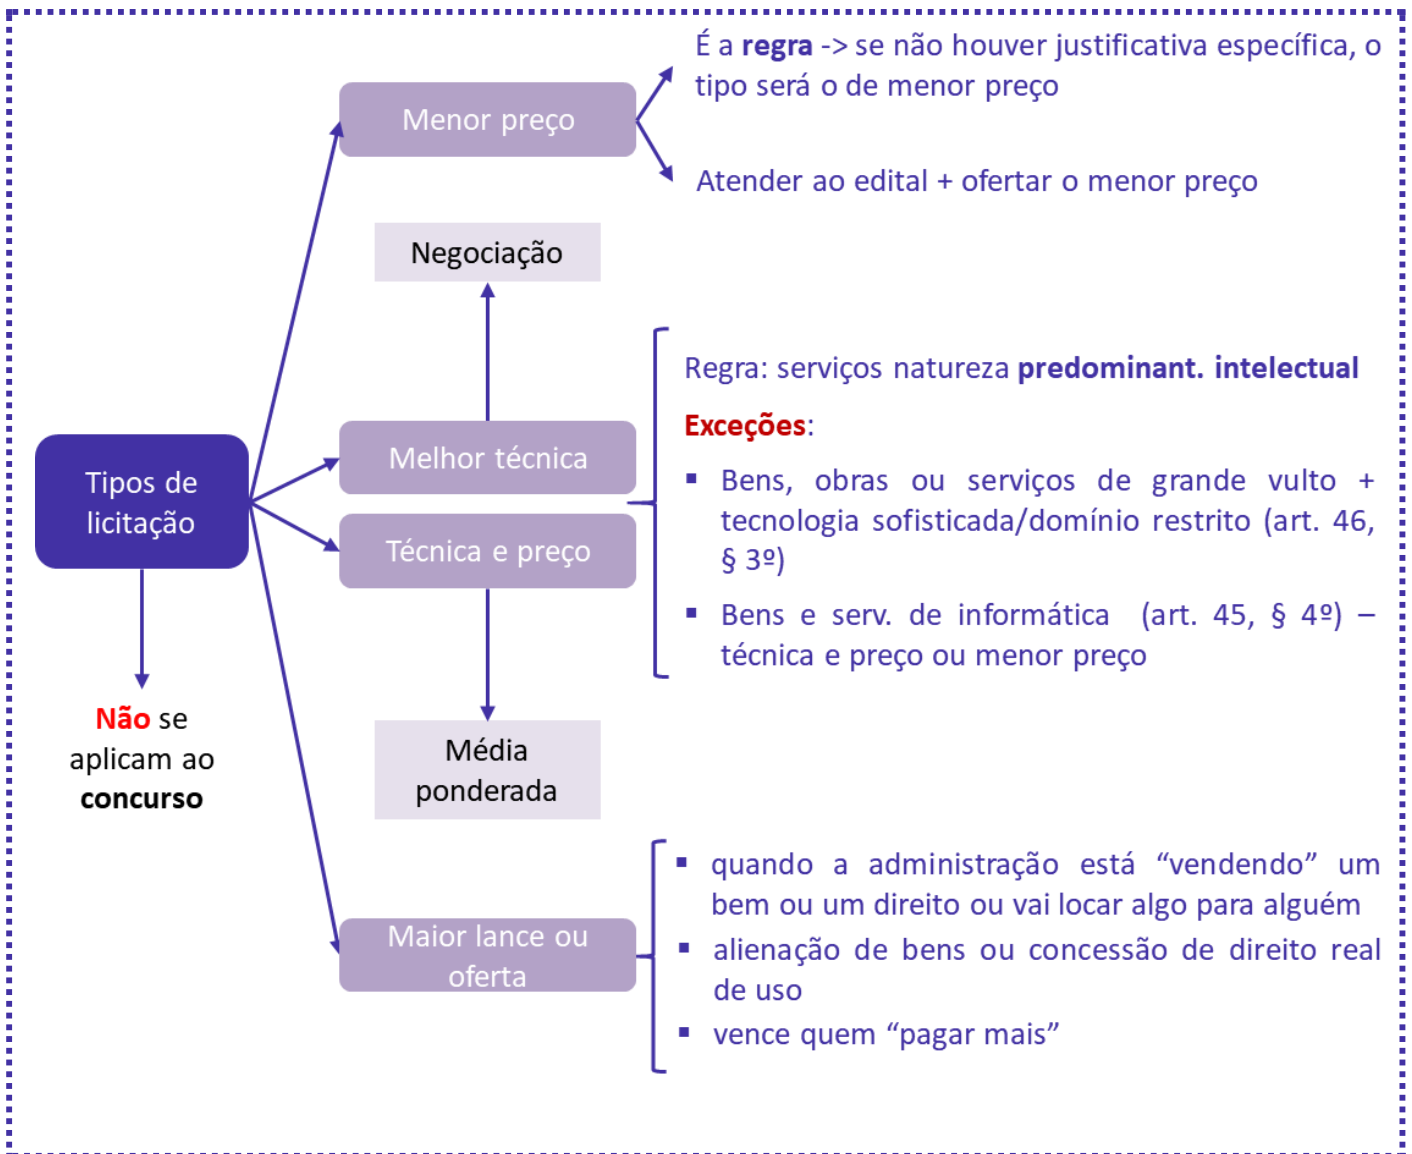 É a regra -> se não houver justificativa específica, o
tipo será o de menor preço
Menor preço
Atender ao edital + ofertar o menor preço
Negociação
Regra: serviços natureza predominant. intelectual
Exceções:
Melhor técnica
Tipos de
licitação
▪ Bens, obras ou serviços de grande vulto +
tecnologia sofisticada/domínio restrito (art. 46,
§ 3º)
Técnica e preço
▪ Bens e serv. de informática (art. 45, § 4º) –
técnica e preço ou menor preço
Não se
aplicam ao
concurso
Média
ponderada
▪ quando a administração está “vendendo” um
bem ou um direito ou vai locar algo para alguém
Maior lance ou
oferta
▪ alienação de bens ou concessão de direito real
de uso
▪ vence quem “pagar mais”